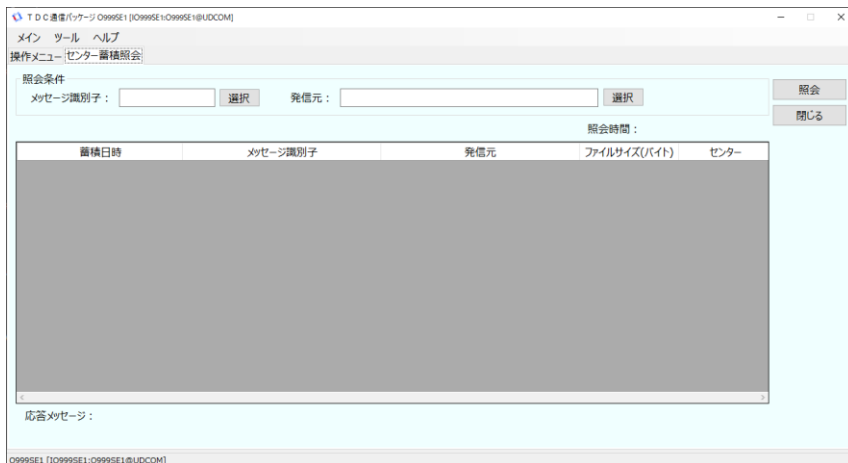 TDC通信パッケージ O999SE1 [IO999SE1:O999SE1@UDCOM]
メイン ツール ヘルプ
操作メニュー センター蓄積照会
照会条件
メッセージ識別子： 選択 発信元： 選択 照会
閉じる
照会時間：
蓄積日時 メッセージ識別子 発信元 ファイルサイズ(バイト) センター
応答メッセージ：
O999SE1 [IO999SE1:O999SE1@UDCOM]